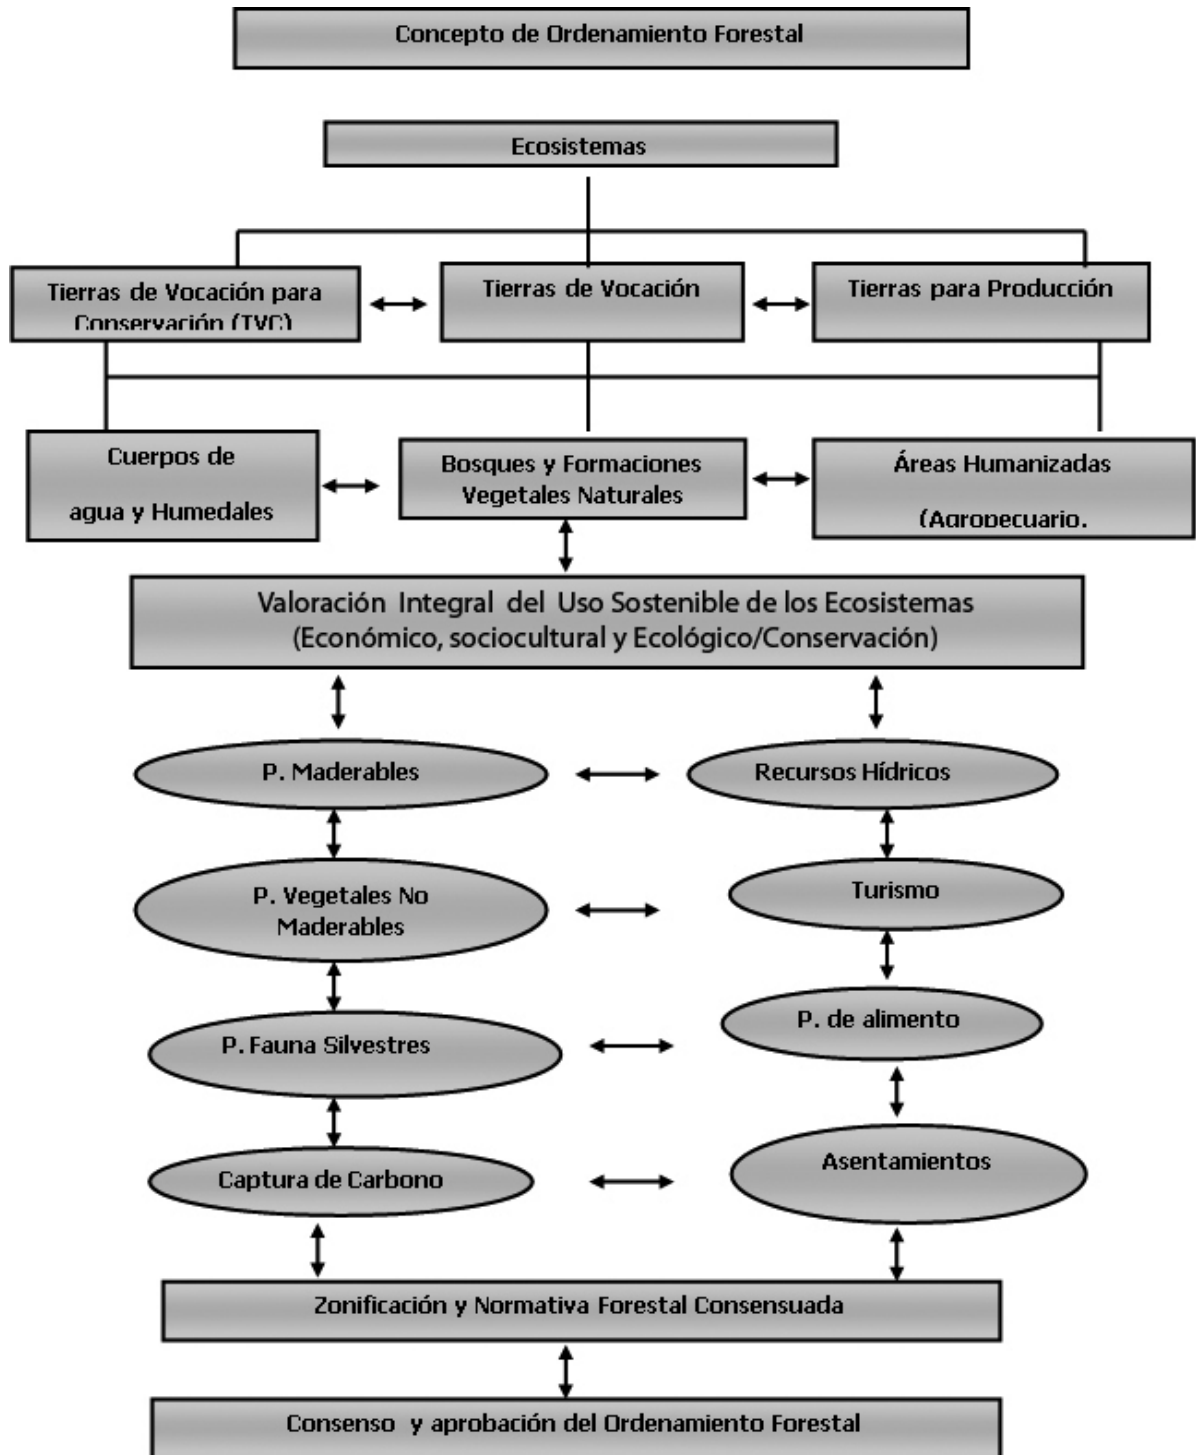 Concepto de Ordenamiento Forestal
Ecosistemas
Tierras de Vocación para
Conservación (TVC)
Tierras de Vocación
Tierras para Producción
Cuerpos de
agua y Humedales
Bosques y Formaciones
Vegetales Naturales
Áreas Humanizadas
(Agropecuario,
Valoración Integral del Uso Sostenible de los Ecosistemas
(Económico, sociocultural y Ecológico/Conservación)
P. Maderables
Recursos Hídricos
P. Vegetales No
Maderables
Turismo
P. Fauna Silvestres
P. de alimento
Captura de Carbono
Asentamientos
Zonificación y Normativa Forestal Consensuada
Consenso y aprobación del Ordenamiento Forestal